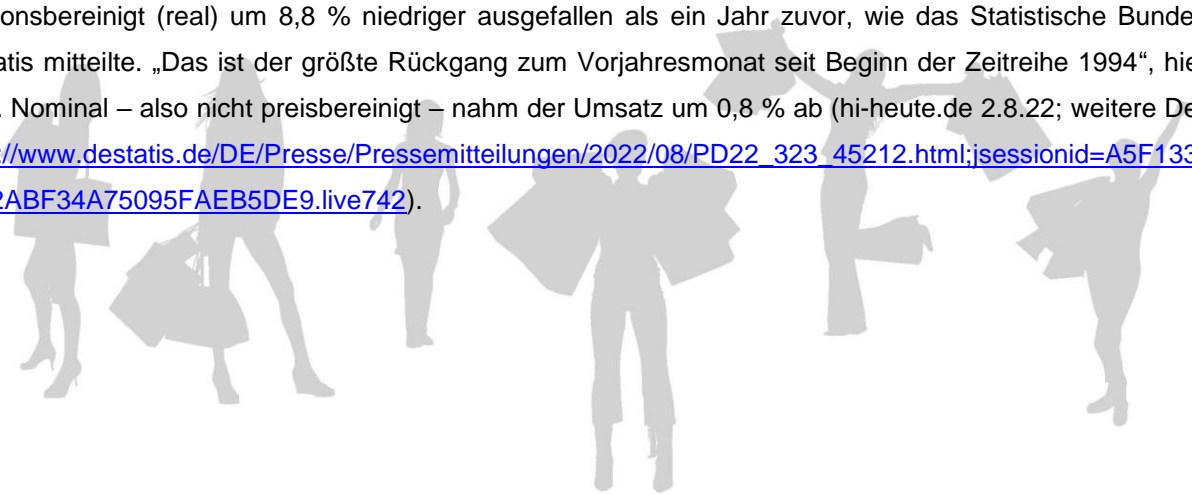 onsbereinigt (real) um 8,8 % niedriger ausgefallen als ein Jahr zuvor, wie das Statistische Bunde
atis mitteilte. „Das ist der größte Rückgang zum Vorjahresmonat seit Beginn der Zeitreihe 1994“, hie
. Nominal – also nicht preisbereinigt – nahm der Umsatz um 0,8 % ab (hi-heute.de 2.8.22; weitere De
://www.destatis.de/DE/Presse/Pressemitteilungen/2022/08/PD22_323_45212.html;jsessionid=A5F133
2ABF34A75095FAEB5DE9.live742).